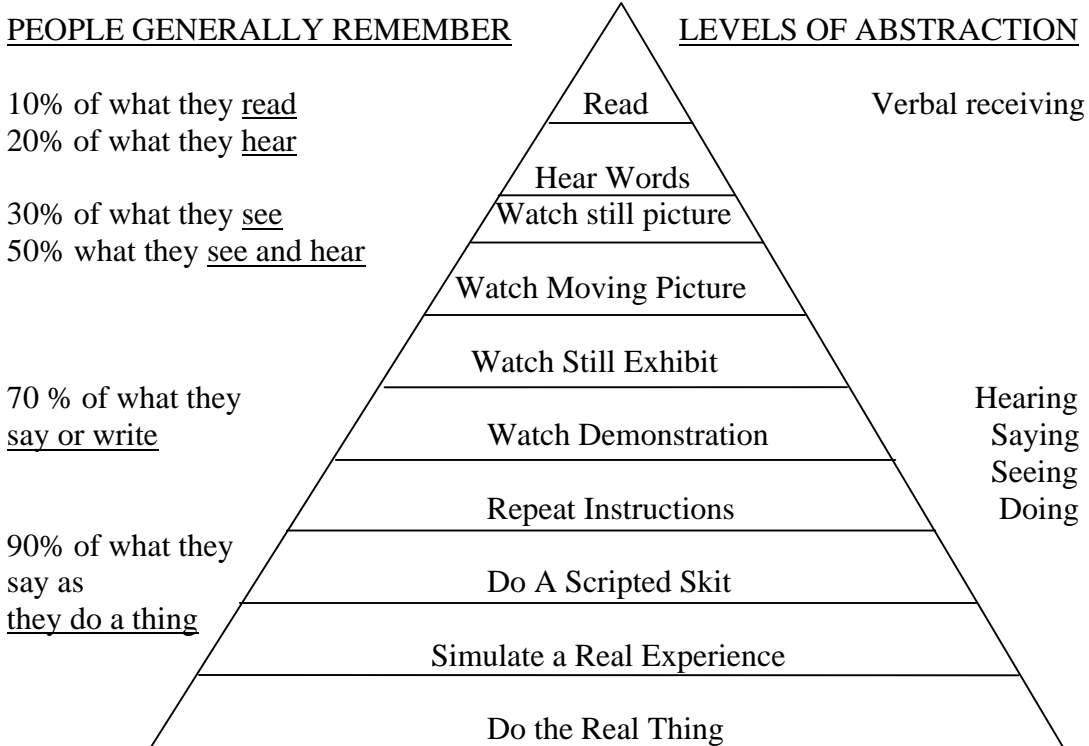 PEOPLE GENERALLY REMEMBER
LEVELS OF ABSTRACTION
10% of what they read
20% of what they hear
30% of what they see
50% what they see and hear
70 % of what they
say or write
90% of what they
say as
they do a thing
Read
Hear Words
Watch still picture
Watch Moving Picture
Watch Still Exhibit
Watch Demonstration
Repeat Instructions
Do A Scripted Skit
Simulate a Real Experience
Do the Real Thing
Verbal receiving
Hearing
Saying
Seeing
Doing